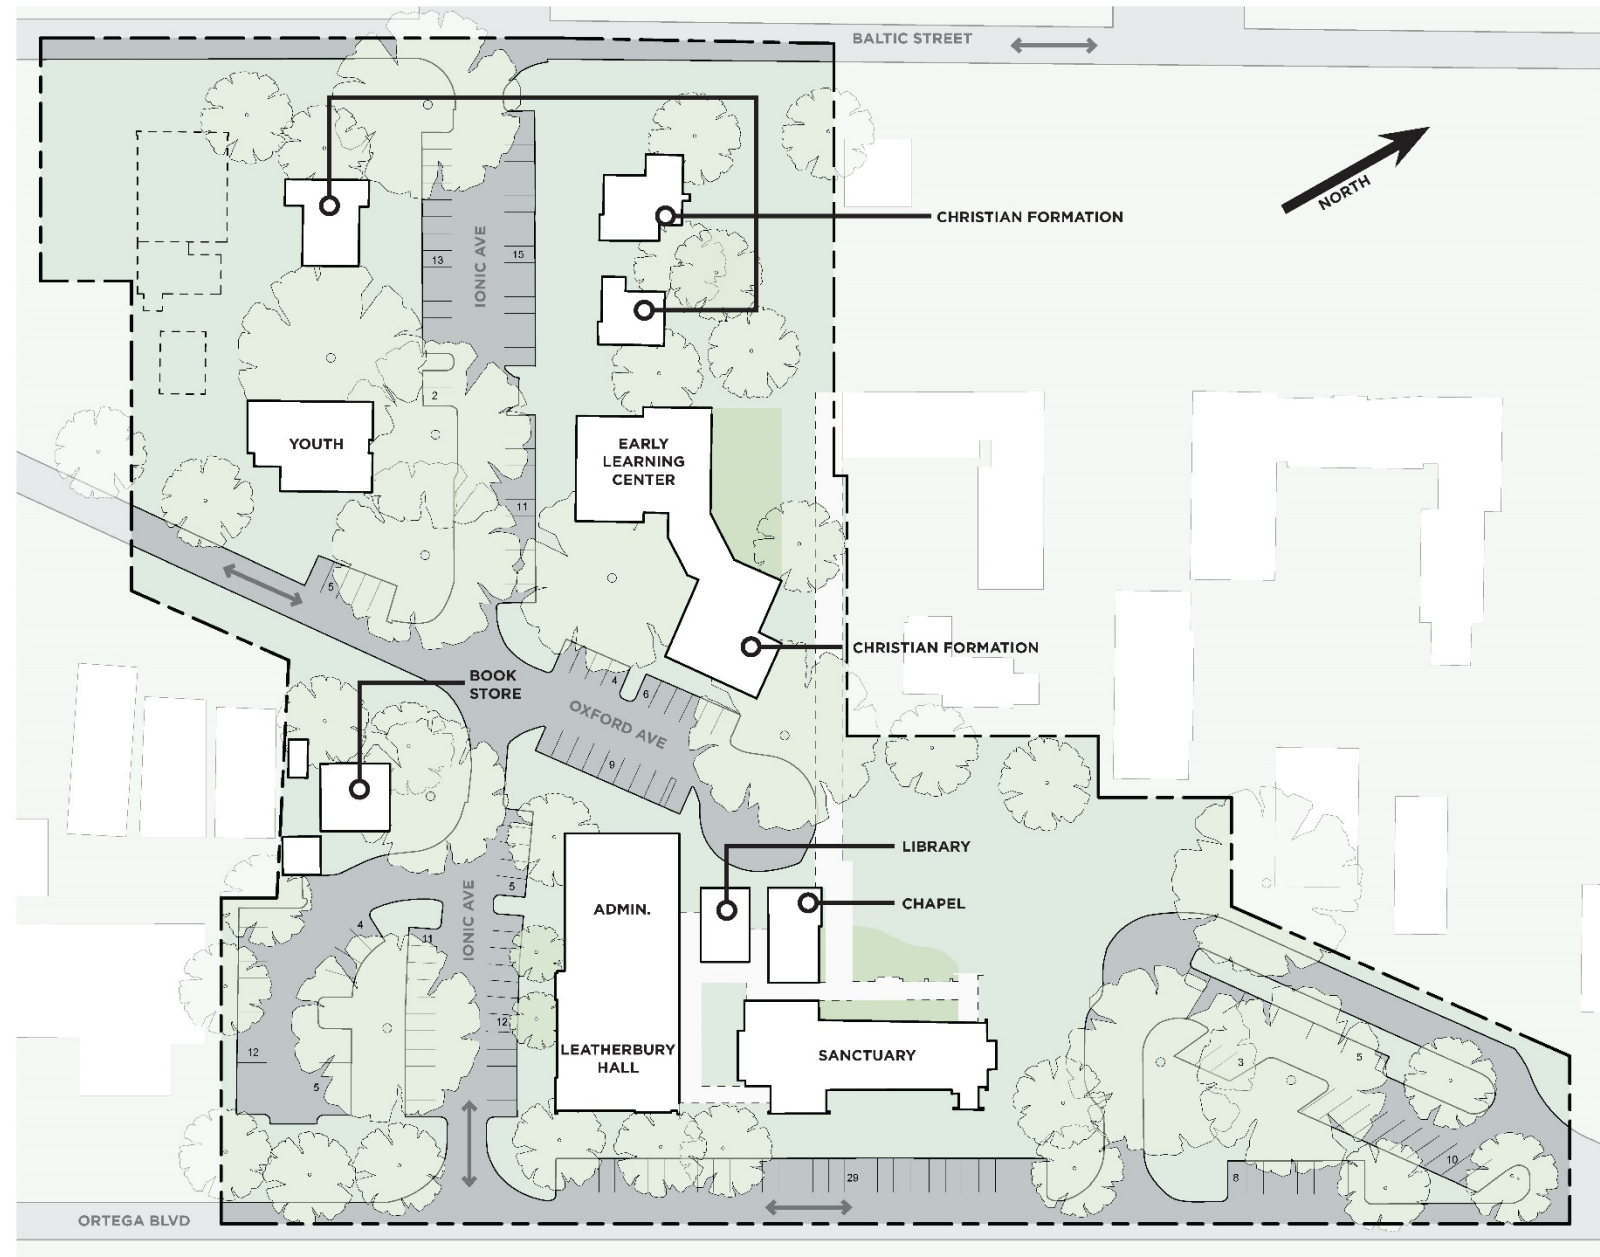 BALTIC STREET
NORTH
CHRISTIAN FORMATION
IONIC AVE
13
15
2
YOUTH
EARLY
LEARNING
CENTER
11
5
CHRISTIAN FORMATION
BOOK
STORE
4
6
OXFORD AVE
9
LIBRARY
5
IONIC AVE
ADMIN.
CHAPEL
4
11
12
12
5
LEATHERBURY
HALL
SANCTUARY
3
5
10
29
8
ORTEGA BLVD